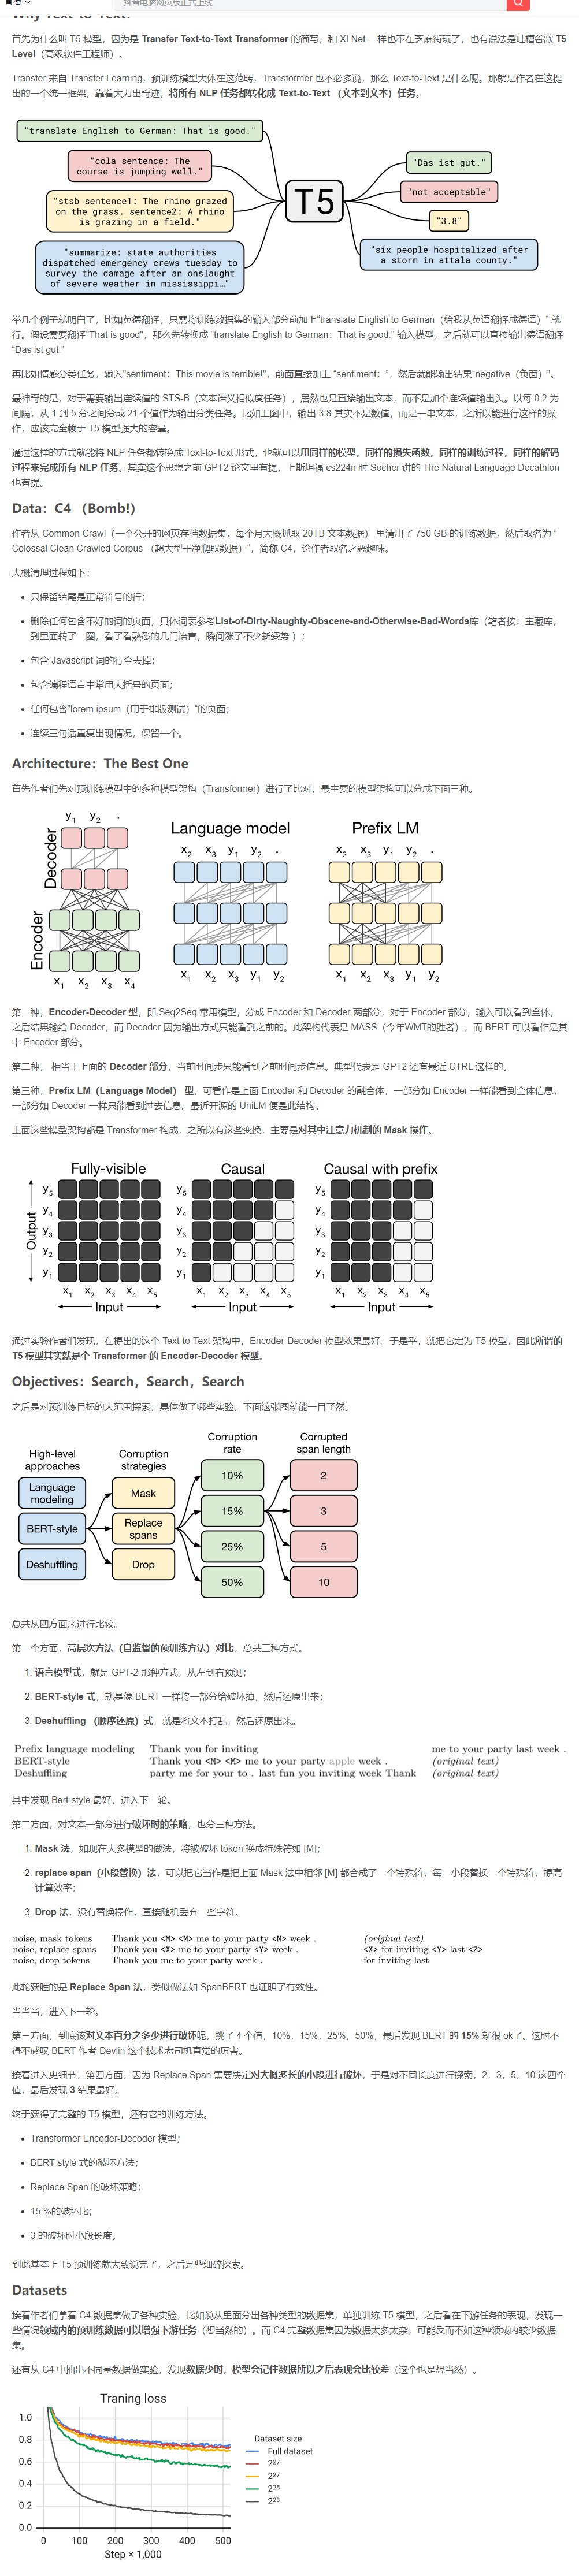 直播
抖音电脑网页版正式上线
Why Text-to-Text?
首先为什么叫 T5 模型，因为是 Transfer Text-to-Text Transformer 的简写，和 XLNet 一样也不在芝麻街玩了，也有说法是吐槽谷歌 T5
Level（高级软件工程师）。
Transfer 来自 Transfer Learning，预训练模型大体在这范畴，Transformer 也不必多说，那么 Text-to-Text 是什么呢。那就是作者在这提
出的一个统一框架，靠着大力出奇迹，将所有 NLP 任务都转化成 Text-to-Text （文本到文本）任务。
"translate English to German: That is good."
"cola sentence: The
course is jumping well."
"stsb sentence1: The rhino grazed
on the grass. sentence2: A rhino
is grazing in a field."
"summarize: state authorities
dispatched emergency crews tuesday to
survey the damage after an onslaught
of severe weather in mississippi…"
T5
"Das ist gut."
"not acceptable"
"3.8"
"six people hospitalized after
a storm in attala county."
举几个例子就明白了，比如英德翻译，只需将训练数据集的输入部分前加上“translate English to German（给我从英语翻译成德语）” 就
行。假设需要翻译"That is good"，那么先转换成 "translate English to German：That is good." 输入模型，之后就可以直接输出德语翻译
“Das ist gut.”
再比如情感分类任务，输入"sentiment：This movie is terrible!"，前面直接加上 “sentiment：”，然后就能输出结果“negative（负面）”。
最神奇的是，对于需要输出连续值的 STS-B（文本语义相似度任务），居然也是直接输出文本，而不是加个连续值输出头。以每 0.2 为
间隔，从 1 到 5 分之间分成 21 个值作为输出分类任务。比如上图中，输出 3.8 其实不是数值，而是一串文本，之所以能进行这样的操
作，应该完全赖于 T5 模型强大的容量。
通过这样的方式就能将 NLP 任务都转换成 Text-to-Text 形式，也就可以用同样的模型，同样的损失函数，同样的训练过程，同样的解码
过程来完成所有 NLP 任务。其实这个思想之前 GPT2 论文里有提，上斯坦福 cs224n 时 Socher 讲的 The Natural Language Decathlon
也有提。
Data：C4 （Bomb!）
作者从 Common Crawl（一个公开的网页存档数据集，每个月大概抓取 20TB 文本数据） 里清出了 750 GB 的训练数据，然后取名为 “
Colossal Clean Crawled Corpus （超大型干净爬取数据）”，简称 C4，论作者取名之恶趣味。
大概清理过程如下：
只保留结尾是正常符号的行；
删除任何包含不好的词的页面，具体词表参考List-of-Dirty-Naughty-Obscene-and-Otherwise-Bad-Words库（笔者按：宝藏库，
到里面转了一圈，看了看熟悉的几门语言，瞬间涨了不少新姿势 ）；
包含 Javascript 词的行全去掉；
包含编程语言中常用大括号的页面；
任何包含“lorem ipsum（用于排版测试）”的页面；
连续三句话重复出现情况，保留一个。
Architecture：The Best One
首先作者们先对预训练模型中的多种模型架构（Transformer）进行了比对，最主要的模型架构可以分成下面三种。
y1 y2 .
Decoder
Encoder
x1 x2 x3 x4
Language model
x2 x3 y1 y2 .
x1 x2 x3 y1 y2
Prefix LM
x2 x3 y1 y2 .
x1 x2 x3 y1 y2
第一种，Encoder-Decoder 型，即 Seq2Seq 常用模型，分成 Encoder 和 Decoder 两部分，对于 Encoder 部分，输入可以看到全体，
之后结果输给 Decoder，而 Decoder 因为输出方式只能看到之前的。此架构代表是 MASS（今年WMT的胜者），而 BERT 可以看作是其
中 Encoder 部分。
第二种， 相当于上面的 Decoder 部分，当前时间步只能看到之前时间步信息。典型代表是 GPT2 还有最近 CTRL 这样的。
第三种，Prefix LM（Language Model） 型，可看作是上面 Encoder 和 Decoder 的融合体，一部分如 Encoder 一样能看到全体信息，
一部分如 Decoder 一样只能看到过去信息。最近开源的 UniLM 便是此结构。
上面这些模型架构都是 Transformer 构成，之所以有这些变换，主要是对其中注意力机制的 Mask 操作。
Fully-visible
Output
y5
y4
y3
y2
y1
x1 x2 x3 x4 x5
Input
Causal
y5
y4
y3
y2
y1
x1 x2 x3 x4 x5
Input
Causal with prefix
y5
y4
y3
y2
y1
x1 x2 x3 x4 x5
Input
通过实验作者们发现，在提出的这个 Text-to-Text 架构中，Encoder-Decoder 模型效果最好。于是乎，就把它定为 T5 模型，因此所谓的
T5 模型其实就是个 Transformer 的 Encoder-Decoder 模型。
Objectives：Search，Search，Search
之后是对预训练目标的大范围探索，具体做了哪些实验，下面这张图就能一目了然。
High-level
approaches
Language
modeling
BERT-style
Deshuffling
Corruption
strategies
Mask
Replace
spans
Drop
Corruption
rate
10%
15%
25%
50%
Corrupted
span length
2
3
5
10
总共从四方面来进行比较。
第一个方面，高层次方法（自监督的预训练方法）对比，总共三种方式。
1. 语言模型式，就是 GPT-2 那种方式，从左到右预测；
2. BERT-style 式，就是像 BERT 一样将一部分给破坏掉，然后还原出来；
3. Deshuffling （顺序还原）式，就是将文本打乱，然后还原出来。
Prefix language modeling Thank you for inviting me to your party last week .
BERT-style Thank you <M> <M> me to your party apple week . (original text)
Deshuffling party me for your to . last fun you inviting week Thank (original text)
其中发现 Bert-style 最好，进入下一轮。
第二方面，对文本一部分进行破坏时的策略，也分三种方法。
1. Mask 法，如现在大多模型的做法，将被破坏 token 换成特殊符如 [M]；
2. replace span（小段替换）法，可以把它当作是把上面 Mask 法中相邻 [M] 都合成了一个特殊符，每一小段替换一个特殊符，提高
计算效率；
3. Drop 法，没有替换操作，直接随机丢弃一些字符。
noise, mask tokens Thank you <M> <M> me to your party <M> week . (original text)
noise, replace spans Thank you <X> me to your party <Y> week . <X> for inviting <Y> last <Z>
noise, drop tokens Thank you me to your party week . for inviting last
此轮获胜的是 Replace Span 法，类似做法如 SpanBERT 也证明了有效性。
当当当，进入下一轮。
第三方面，到底该对文本百分之多少进行破坏呢，挑了 4 个值，10%，15%，25%，50%，最后发现 BERT 的 15% 就很 ok了。这时不
得不感叹 BERT 作者 Devlin 这个技术老司机直觉的厉害。
接着进入更细节，第四方面，因为 Replace Span 需要决定对大概多长的小段进行破坏，于是对不同长度进行探索，2，3，5，10 这四个
值，最后发现 3 结果最好。
终于获得了完整的 T5 模型，还有它的训练方法。
Transformer Encoder-Decoder 模型；
BERT-style 式的破坏方法；
Replace Span 的破坏策略；
15 %的破坏比；
3 的破坏时小段长度。
到此基本上 T5 预训练就大致说完了，之后是些细碎探索。
Datasets
接着作者们拿着 C4 数据集做了各种实验，比如说从里面分出各种类型的数据集，单独训练 T5 模型，之后看在下游任务的表现，发现一
些情况领域内的预训练数据可以增强下游任务（想当然的）。而 C4 完整数据集因为数据太多太杂，可能反而不如这种领域内较少数据
集。
还有从 C4 中抽出不同量数据做实验，发现数据少时，模型会记住数据所以之后表现会比较差（这个也是想当然）。
Traning loss
1.0
0.8
0.6
0.4
0.2
0.0
0 100 200 300 400 500
Step × 1,000
Dataset size
Full dataset
2^27
2^27
2^25
2^23